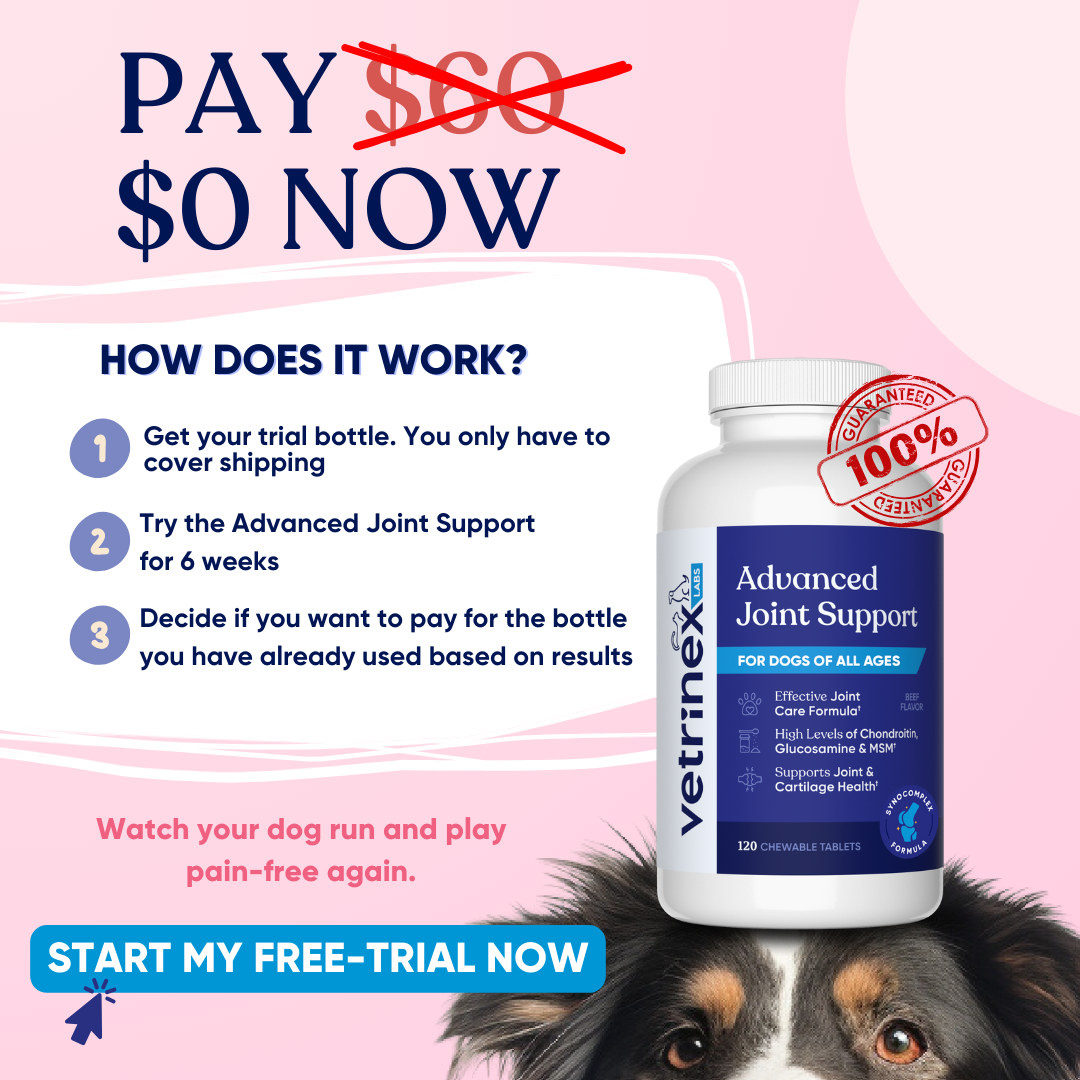 PAY $60
$0 NOW
HOW DOES IT WORK?
1
Get your trial bottle. You only have to
cover shipping
2
Try the Advanced Joint Support
for 6 weeks
3
Decide if you want to pay for the bottle
you have already used based on results
Watch your dog run and play
pain-free again.
START MY FREE-TRIAL NOW
GUARANTEED
100%
GUARANTEED
vetrinex
LABS
Advanced
Joint Support
FOR DOGS OF ALL AGES
Effective Joint
Care Formula†
BEEF
FLAVOR
High Levels of Chondroitin,
Glucosamine & MSM†
Supports Joint &
Cartilage Health†
SYNOCOMPLEX
FORMULA
120 CHEWABLE TABLETS